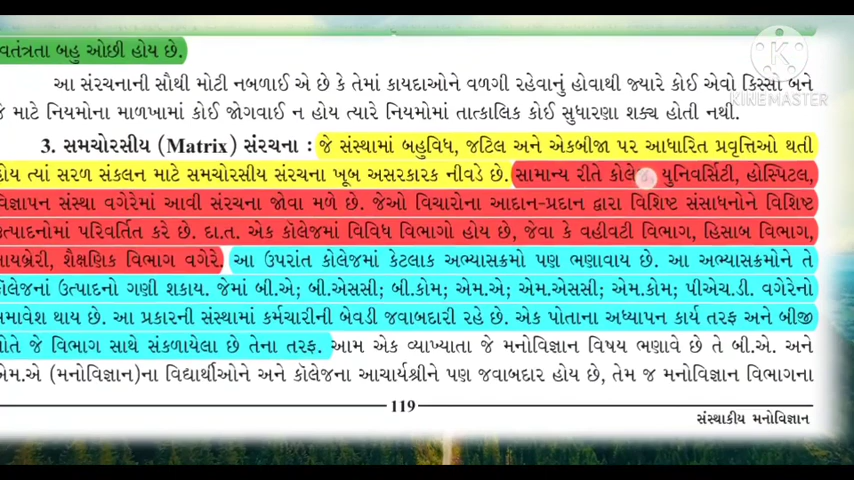 વતંત્રતા બહુ ઓછી હોય છે.
આ સંરચનાની સૌથી મોટી નબળાઈ એ છે કે તેમાં કાયદાઓને વળગી રહેવાનું હોવાથી જ્યારે કોઈ એવો કિસ્સો બને
જે માટે નિયમોના માળખામાં કોઈ જોગવાઈ ન હોય ત્યારે નિયમોમાં તાત્કાલિક કોઈ સુધારણા શક્ય હોતી નથી.
3. સમચોરસીય (Matrix) સંરચના : જે સંસ્થામાં બહુવિધ, જટિલ અને એકબીજા પર આધારિત પ્રવૃત્તિઓ થતી
હોય ત્યાં સરળ સંકલન માટે સમચોરસીય સંરચના ખૂબ અસરકારક નીવડે છે. સામાન્ય રીતે કોલેજ, યુનિવર્સિટી, હોસ્પિટલ,
વિજ્ઞાપન સંસ્થા વગેરેમાં આવી સંરચના જોવા મળે છે. જેઓ વિચારોના આદાન-પ્રદાન દ્વારા વિશિષ્ટ સંસાધનોને વિશિષ્ટ
ઉત્પાદનોમાં પરિવર્તિત કરે છે. દા.ત. એક કૉલેજમાં વિવિધ વિભાગો હોય છે, જેવા કે વહીવટી વિભાગ, હિસાબ વિભાગ,
લાયબ્રેરી, શૈક્ષણિક વિભાગ વગેરે. આ ઉપરાંત કોલેજમાં કેટલાક અભ્યાસક્રમો પણ ભણાવાય છે. આ અભ્યાસક્રમોને તે
કૉલેજનાં ઉત્પાદનો ગણી શકાય. જેમાં બી.એ; બી.એસસી; બી.કોમ; એમ.એ; એમ.એસસી; એમ.કોમ; પીએચ.ડી. વગેરેનો
સમાવેશ થાય છે. આ પ્રકારની સંસ્થામાં કર્મચારીની બેવડી જવાબદારી રહે છે. એક પોતાના અધ્યાપન કાર્ય તરફ અને બીજી
પોતે જે વિભાગ સાથે સંકળાયેલા છે તેના તરફ. આમ એક વ્યાખ્યાતા જે મનોવિજ્ઞાન વિષય ભણાવે છે તે બી.એ. અને
એમ.એ (મનોવિજ્ઞાન)ના વિદ્યાર્થીઓને અને કૉલેજના આચાર્યશ્રીને પણ જવાબદાર હોય છે, તેમ જ મનોવિજ્ઞાન વિભાગના
119
સંસ્થાકીય મનોવિજ્ઞાન
KINEMASTER